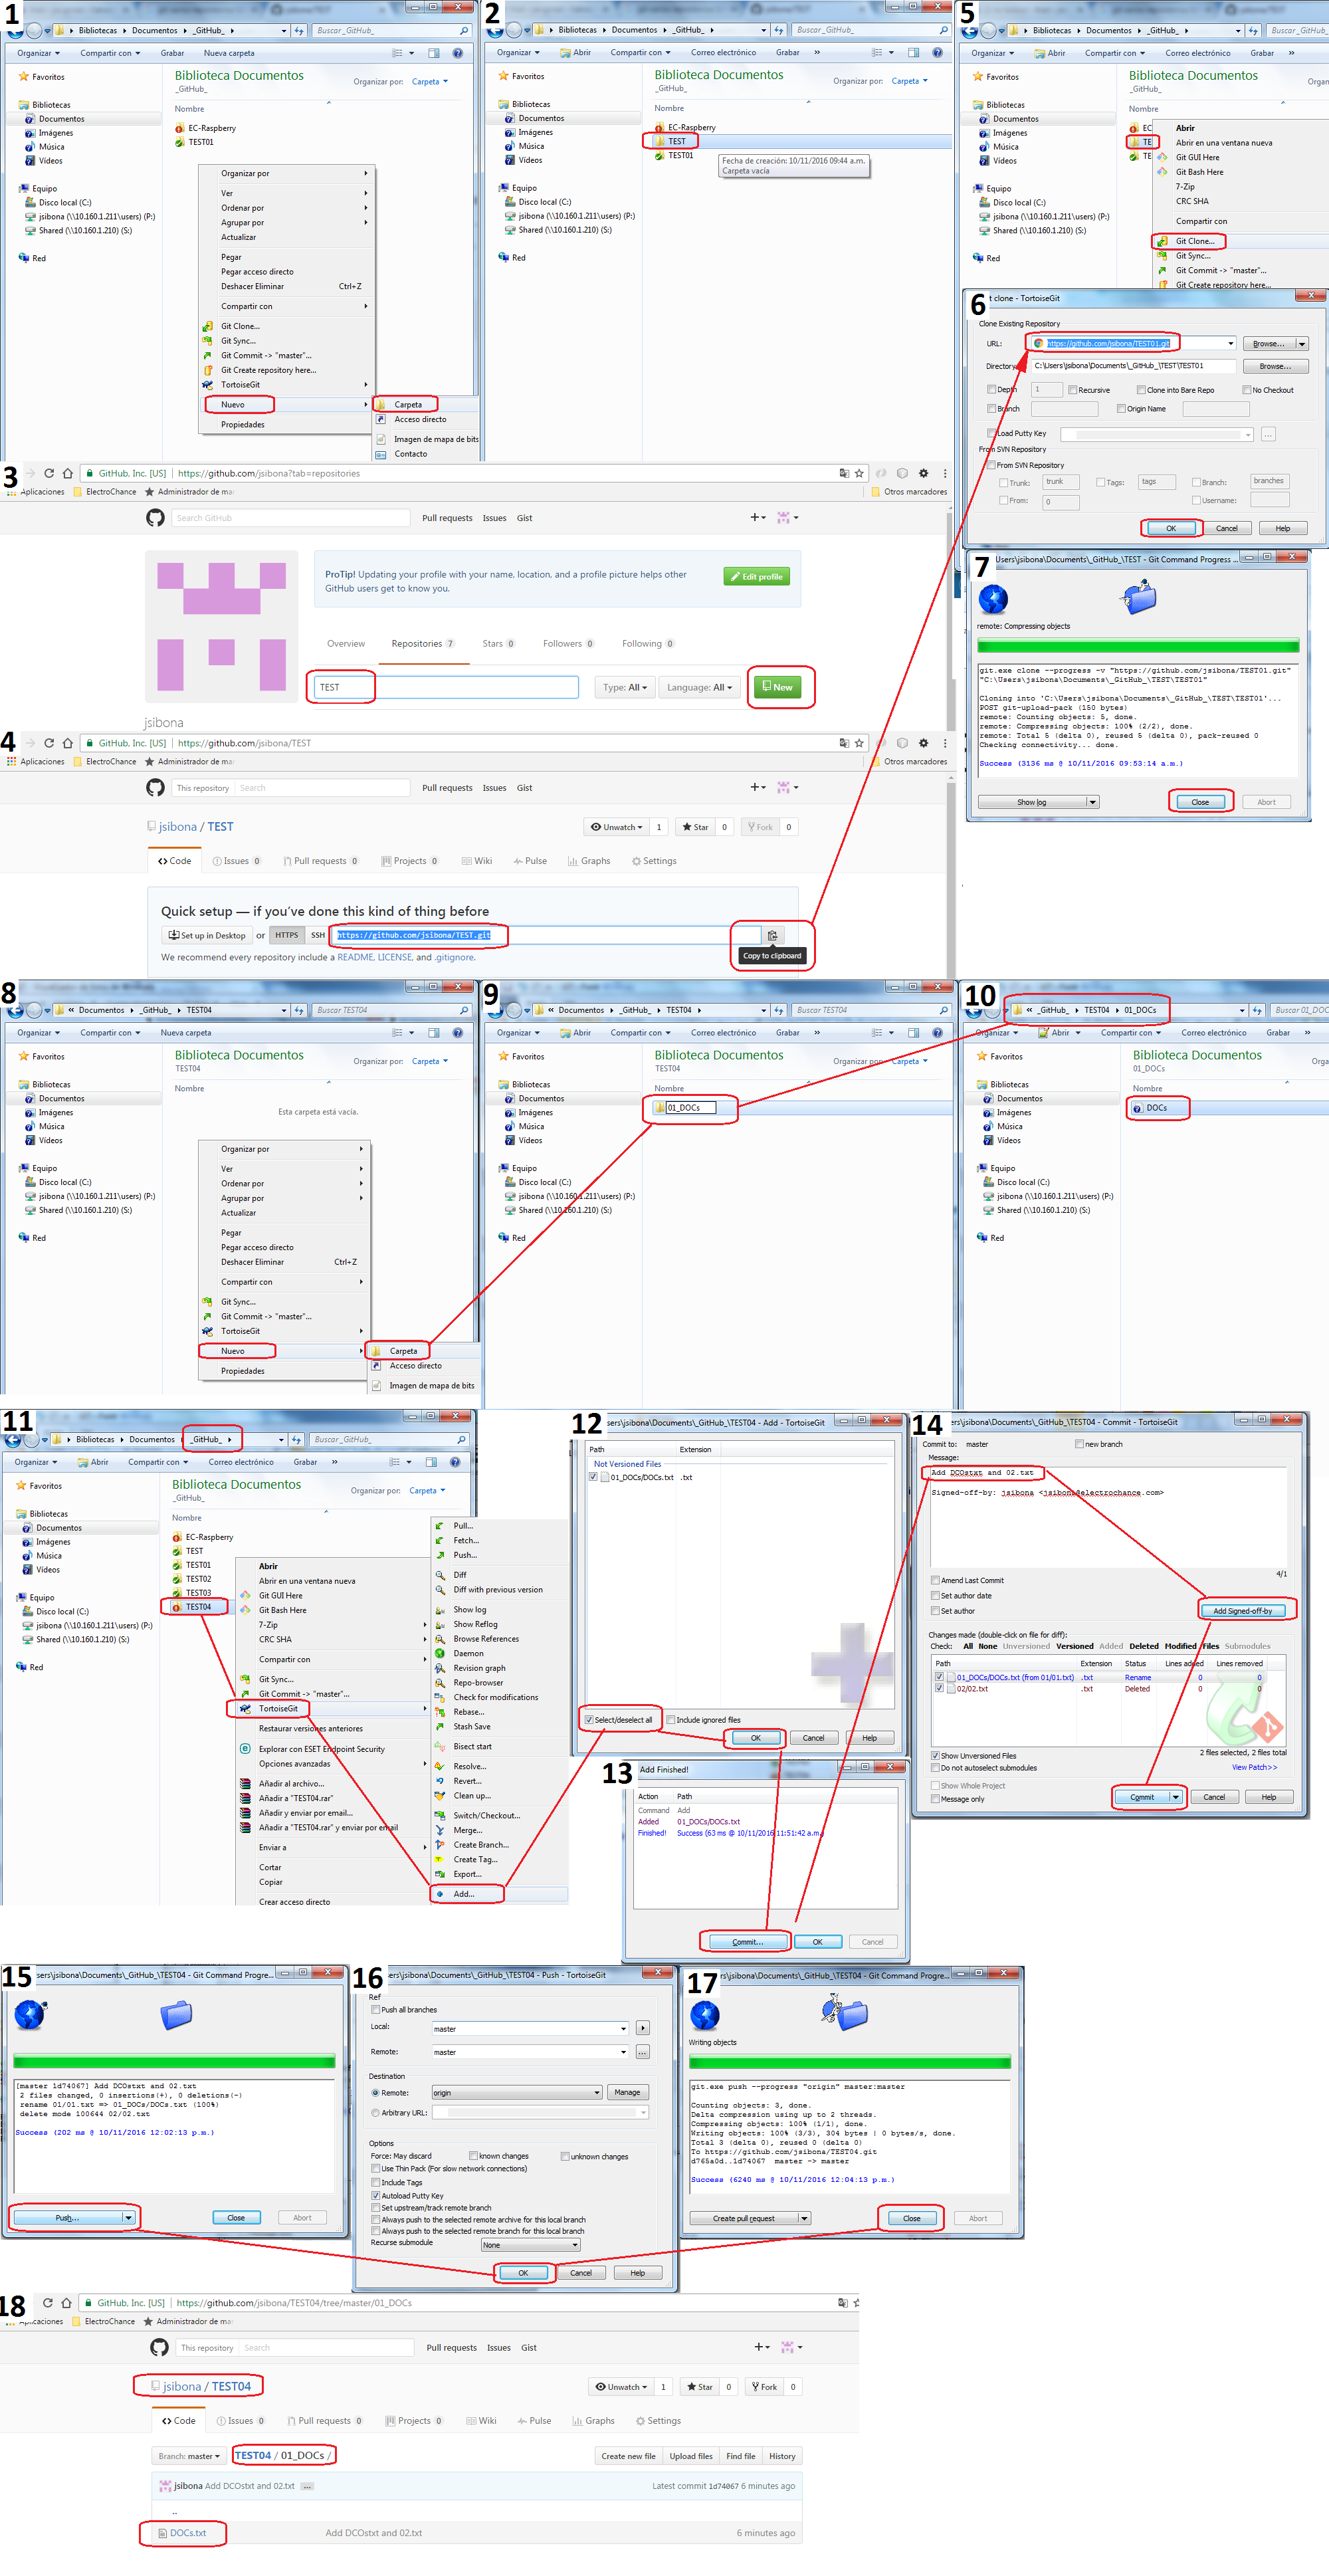 1
Bibliotecas ▸ Documentos ▸ _GitHub_ ▸
Buscar _GitHub_
Organizar
Compartir con
Grabar
Nueva carpeta
Favoritos
Bibliotecas
Documentos
Imágenes
Música
Vídeos
Equipo
Disco local (C:)
jsibona (\\10.160.1.211\users) (P:)
Shared (\\10.160.1.210) (S:)
Red
Biblioteca Documentos
_GitHub_
Organizar por: Carpeta
Nombre
EC-Raspberry
TEST01
Organizar por
Ver
Ordenar por
Agrupar por
Actualizar
Pegar
Pegar acceso directo
Deshacer Eliminar Ctrl+Z
Compartir con
Git Clone...
Git Sync...
Git Commit -> "master"...
Git Create repository here...
TortoiseGit
Nuevo
Propiedades
Carpeta
Acceso directo
Imagen de mapa de bits
Contacto
2
Bibliotecas ▸ Documentos ▸ _GitHub_ ▸
Buscar _GitHub_
Organizar
Abrir
Compartir con
Correo electrónico
Grabar
»
Favoritos
Bibliotecas
Documentos
Imágenes
Música
Vídeos
Equipo
Disco local (C:)
jsibona (\\10.160.1.211\users) (P:)
Shared (\\10.160.1.210) (S:)
Red
Biblioteca Documentos
_GitHub_
Organizar por: Carpeta
Nombre
EC-Raspberry
TEST
TEST01
Fecha de creación: 10/11/2016 09:44 a.m.
Carpeta vacía
5
Bibliotecas ▸ Documentos ▸ _GitHub_ ▸
Buscar _GitHub_
Organizar
Abrir
Compartir con
Correo electrónico
Grabar
»
Favoritos
Bibliotecas
Documentos
Imágenes
Música
Vídeos
Equipo
Disco local (C:)
jsibona (\\10.160.1.211\users) (P:)
Shared (\\10.160.1.210) (S:)
Red
Biblioteca Documentos
_GitHub_
Organ
Nombre
EC
TE
TE
Abrir
Abrir en una ventana nueva
Git GUI Here
Git Bash Here
7-Zip
CRC SHA
Compartir con
Git Clone...
Git Sync...
Git Commit -> "master"...
Git Create repository here...
6
t clone - TortoiseGit
Clone Existing Repository
URL: https://github.com/jsibona/TEST01.git Browse...
Directory C:\Users\jsibona\Documents\_GitHub_\TEST\TEST01 Browse...
Depth 1 Recursive Clone into Bare Repo No Checkout
Branch Origin Name
Load Putty Key ...
From SVN Repository
From SVN Repository
Trunk: trunk Tags: tags Branch: branches
From: 0 Username:
OK Cancel Help
3
GitHub, Inc. [US] | https://github.com/jsibona?tab=repositories
Aplicaciones ElectroChance Administrador de ma Otros marcadores
Search GitHub Pull requests Issues Gist
ProTip! Updating your profile with your name, location, and a profile picture helps other
GitHub users get to know you.
Edit profile
Overview Repositories 7 Stars 0 Followers 0 Following 0
TEST Type: All Language: All New
jsibona
7
Users\jsibona\Documents\_GitHub_\TEST - Git Command Progress ...
remote: Compressing objects
git.exe clone --progress -v "https://github.com/jsibona/TEST01.git"
"C:\Users\jsibona\Documents\_GitHub_\TEST\TEST01"
Cloning into 'C:\Users\jsibona\Documents\_GitHub_\TEST\TEST01'...
POST git-upload-pack (150 bytes)
remote: Counting objects: 5, done.
remote: Compressing objects: 100% (2/2), done.
remote: Total 5 (delta 0), reused 5 (delta 0), pack-reused 0
Checking connectivity... done.
Success (3136 ms @ 10/11/2016 09:53:14 a.m.)
Show log Close Abort
4
GitHub, Inc. [US] | https://github.com/jsibona/TEST
Aplicaciones ElectroChance Administrador de ma Otros marcadores
This repository Search Pull requests Issues Gist
jsibona / TEST
Unwatch 1 Star 0 Fork 0
Code Issues 0 Pull requests 0 Projects 0 Wiki Pulse Graphs Settings
Quick setup — if you've done this kind of thing before
Set up in Desktop or HTTPS SSH https://github.com/jsibona/TEST.git
Copy to clipboard
We recommend every repository include a README, LICENSE, and .gitignore.
8
« Documentos ▸ _GitHub_ ▸ TEST04
Buscar TEST04
Organizar
Compartir con
Nueva carpeta
Favoritos
Bibliotecas
Documentos
Imágenes
Música
Vídeos
Equipo
Disco local (C:)
jsibona (\\10.160.1.211\users) (P:)
Shared (\\10.160.1.210) (S:)
Red
Biblioteca Documentos
TEST04
Organizar por: Carpeta
Nombre
Esta carpeta está vacía.
Organizar por
Ver
Ordenar por
Agrupar por
Actualizar
Pegar
Pegar acceso directo
Deshacer Eliminar Ctrl+Z
Compartir con
Git Sync...
Git Commit -> "master"...
TortoiseGit
Nuevo
Propiedades
Carpeta
Acceso directo
Imagen de mapa de bits
9
« Documentos ▸ _GitHub_ ▸ TEST04 ▸
Buscar TEST04
Organizar
Abrir
Compartir con
Correo electrónico
Grabar
»
Favoritos
Bibliotecas
Documentos
Imágenes
Música
Vídeos
Equipo
Disco local (C:)
jsibona (\\10.160.1.211\users) (P:)
Shared (\\10.160.1.210) (S:)
Red
Biblioteca Documentos
TEST04
Organizar por: Carpeta
Nombre
01_DOCs
10
« _GitHub_ ▸ TEST04 ▸ 01_DOCs
Buscar 01_DOCs
Organizar
Abrir
Compartir con
Correo electrónico
Grabar
»
Favoritos
Bibliotecas
Documentos
Imágenes
Música
Vídeos
Equipo
Disco local (C:)
jsibona (\\10.160.1.211\users) (P:)
Shared (\\10.160.1.210) (S:)
Red
Biblioteca Documentos
01_DOCs
Orga
Nombre
DOCs
11
Bibliotecas ▸ Documentos ▸ _GitHub_ ▸
Buscar _GitHub_
Organizar
Abrir
Compartir con
Correo electrónico
Grabar
»
Favoritos
Bibliotecas
Documentos
Imágenes
Música
Vídeos
Equipo
Disco local (C:)
jsibona (\\10.160.1.211\users) (P:)
Shared (\\10.160.1.210) (S:)
Red
Biblioteca Documentos
_GitHub_
Organizar por: Carpeta
Nombre
EC-Raspberry
TEST
TEST01
TEST02
TEST03
TEST04
Abrir
Abrir en una ventana nueva
Git GUI Here
Git Bash Here
7-Zip
CRC SHA
Compartir con
Git Sync...
Git Commit -> "master"...
TortoiseGit
Restaurar versiones anteriores
Explorar con ESET Endpoint Security
Opciones avanzadas
Añadir al archivo...
Añadir a "TEST04.rar"
Añadir y enviar por email...
Añadir a "TEST04.rar" y enviar por email
Enviar a
Cortar
Copiar
Crear acceso directo
Pull...
Fetch...
Push...
Diff
Diff with previous version
Show log
Show Reflog
Browse References
Daemon
Revision graph
Repo-browser
Check for modifications
Rebase...
Stash Save
Bisect start
Resolve...
Revert...
Clean up...
Switch/Checkout...
Merge...
Create Branch...
Create Tag...
Export...
Add...
12
ers\jsibona\Documents\_GitHub_\TEST04 - Add - TortoiseGit
Path Extension
Not Versioned Files
01_DOCs/DOCs.txt .txt
Select/deselect all Include ignored files
OK Cancel Help
13
Add Finished!
Action Path
Command Add
Added 01_DOCs/DOCs.txt
Finished! Success (63 ms @ 10/11/2016 11:51:42 a.m.)
Commit... OK Cancel
14
ers\jsibona\Documents\_GitHub_\TEST04 - Commit - TortoiseGit
Commit to: master new branch
Message:
Add DCOstxt and 02.txt
Signed-off-by: jsibona <jsibona@electrochance.com>
4/1
Amend Last Commit
Set author date
Set author
Add Signed-off-by
Changes made (double-click on file for diff):
Check: All None Unversioned Versioned Added Deleted Modified Files Submodules
Path Extension Status Lines added Lines removed
01_DOCs/DOCs.txt (from 01/01.txt) .txt Rename 0 0
02/02.txt .txt Deleted 0 0
Show Unversioned Files
2 files selected, 2 files total
Do not autoselect submodules
View Patch>>
Show Whole Project
Message only
Commit Cancel Help
15
sers\jsibona\Documents\_GitHub_\TEST04 - Git Command Progre...
[master 1d74067] Add DCOstxt and 02.txt
2 files changed, 0 insertions(+), 0 deletions(-)
rename 01/01.txt => 01_DOCs/DOCs.txt (100%)
delete mode 100644 02/02.txt
Success (202 ms @ 10/11/2016 12:02:13 p.m.)
Push... Close Abort
16
sers\jsibona\Documents\_GitHub_\TEST04 - Push - TortoiseGit
Ref
Push all branches
Local: master
Remote: master ...
Destination
Remote: origin Manage
Arbitrary URL:
Options
Force: May discard known changes unknown changes
Use Thin Pack (For slow network connections)
Include Tags
Autoload Putty Key
Set upstream/track remote branch
Always push to the selected remote archive for this local branch
Always push to the selected remote branch for this local branch
Recurse submodule None
OK Cancel Help
17
ers\jsibona\Documents\_GitHub_\TEST04 - Git Command Progre...
Writing objects
git.exe push --progress "origin" master:master
Counting objects: 3, done.
Delta compression using up to 2 threads.
Compressing objects: 100% (1/1), done.
Writing objects: 100% (3/3), 304 bytes | 0 bytes/s, done.
Total 3 (delta 0), reused 0 (delta 0)
To https://github.com/jsibona/TEST04.git
d765a0d..1d74067 master -> master
Success (6240 ms @ 10/11/2016 12:04:13 p.m.)
Create pull request Close Abort
18
GitHub, Inc. [US] | https://github.com/jsibona/TEST04/tree/master/01_DOCs
caciones ElectroChance Administrador de ma
This repository Search Pull requests Issues Gist
jsibona / TEST04
Unwatch 1 Star 0 Fork 0
Code Issues 0 Pull requests 0 Projects 0 Wiki Pulse Graphs Settings
Branch: master TEST04 / 01_DOCs / Create new file Upload files Find file History
jsibona Add DCOstxt and 02.txt ... Latest commit 1d74067 6 minutes ago
..
DOCs.txt Add DCOstxt and 02.txt 6 minutes ago